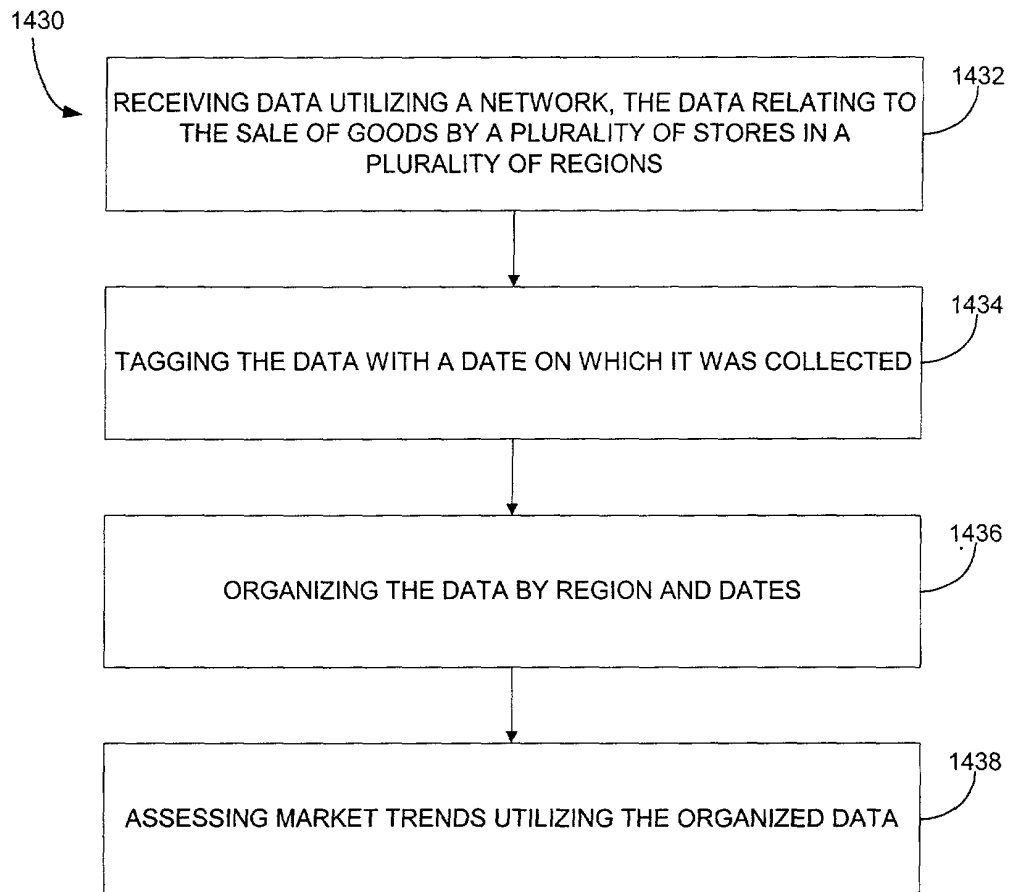 1430
1432
RECEIVING DATA UTILIZING A NETWORK, THE DATA RELATING TO
THE SALE OF GOODS BY A PLURALITY OF STORES IN A
PLURALITY OF REGIONS
1434
TAGGING THE DATA WITH A DATE ON WHICH IT WAS COLLECTED
1436
ORGANIZING THE DATA BY REGION AND DATES
1438
ASSESSING MARKET TRENDS UTILIZING THE ORGANIZED DATA